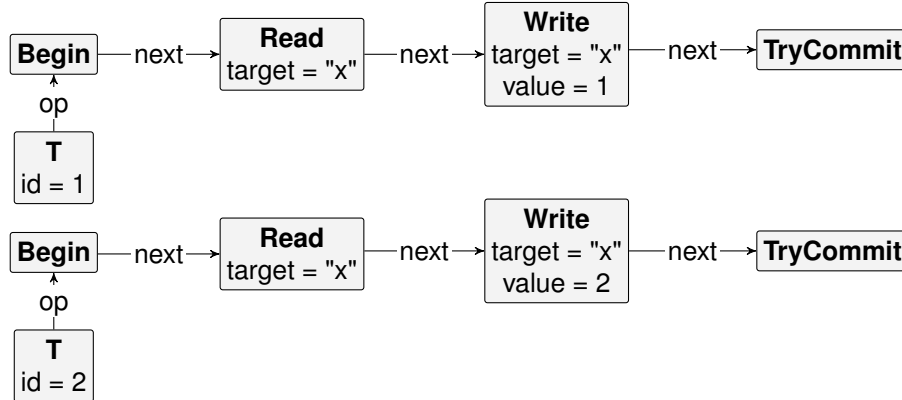 Begin
next
Read
target = "x"
next
Write
target = "x"
value = 1
next
TryCommit
op
T
id = 1
Begin
next
Read
target = "x"
next
Write
target = "x"
value = 2
next
TryCommit
op
T
id = 2